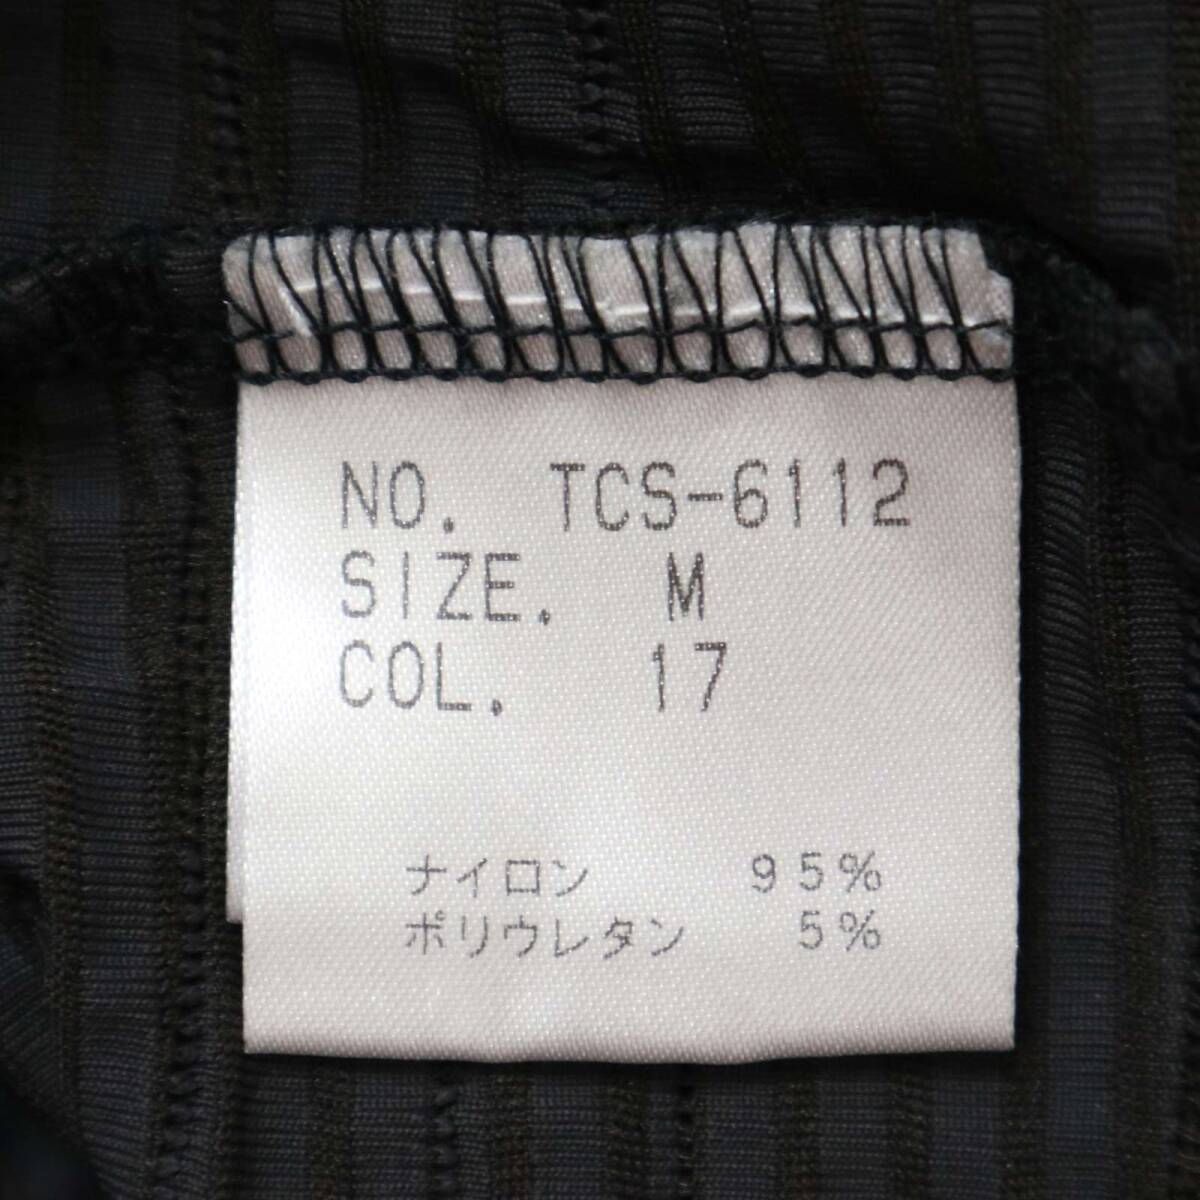 NO. TCS-6112
SIZE. M
COL. 17
ナイロン 95%
ポリウレタン 5%